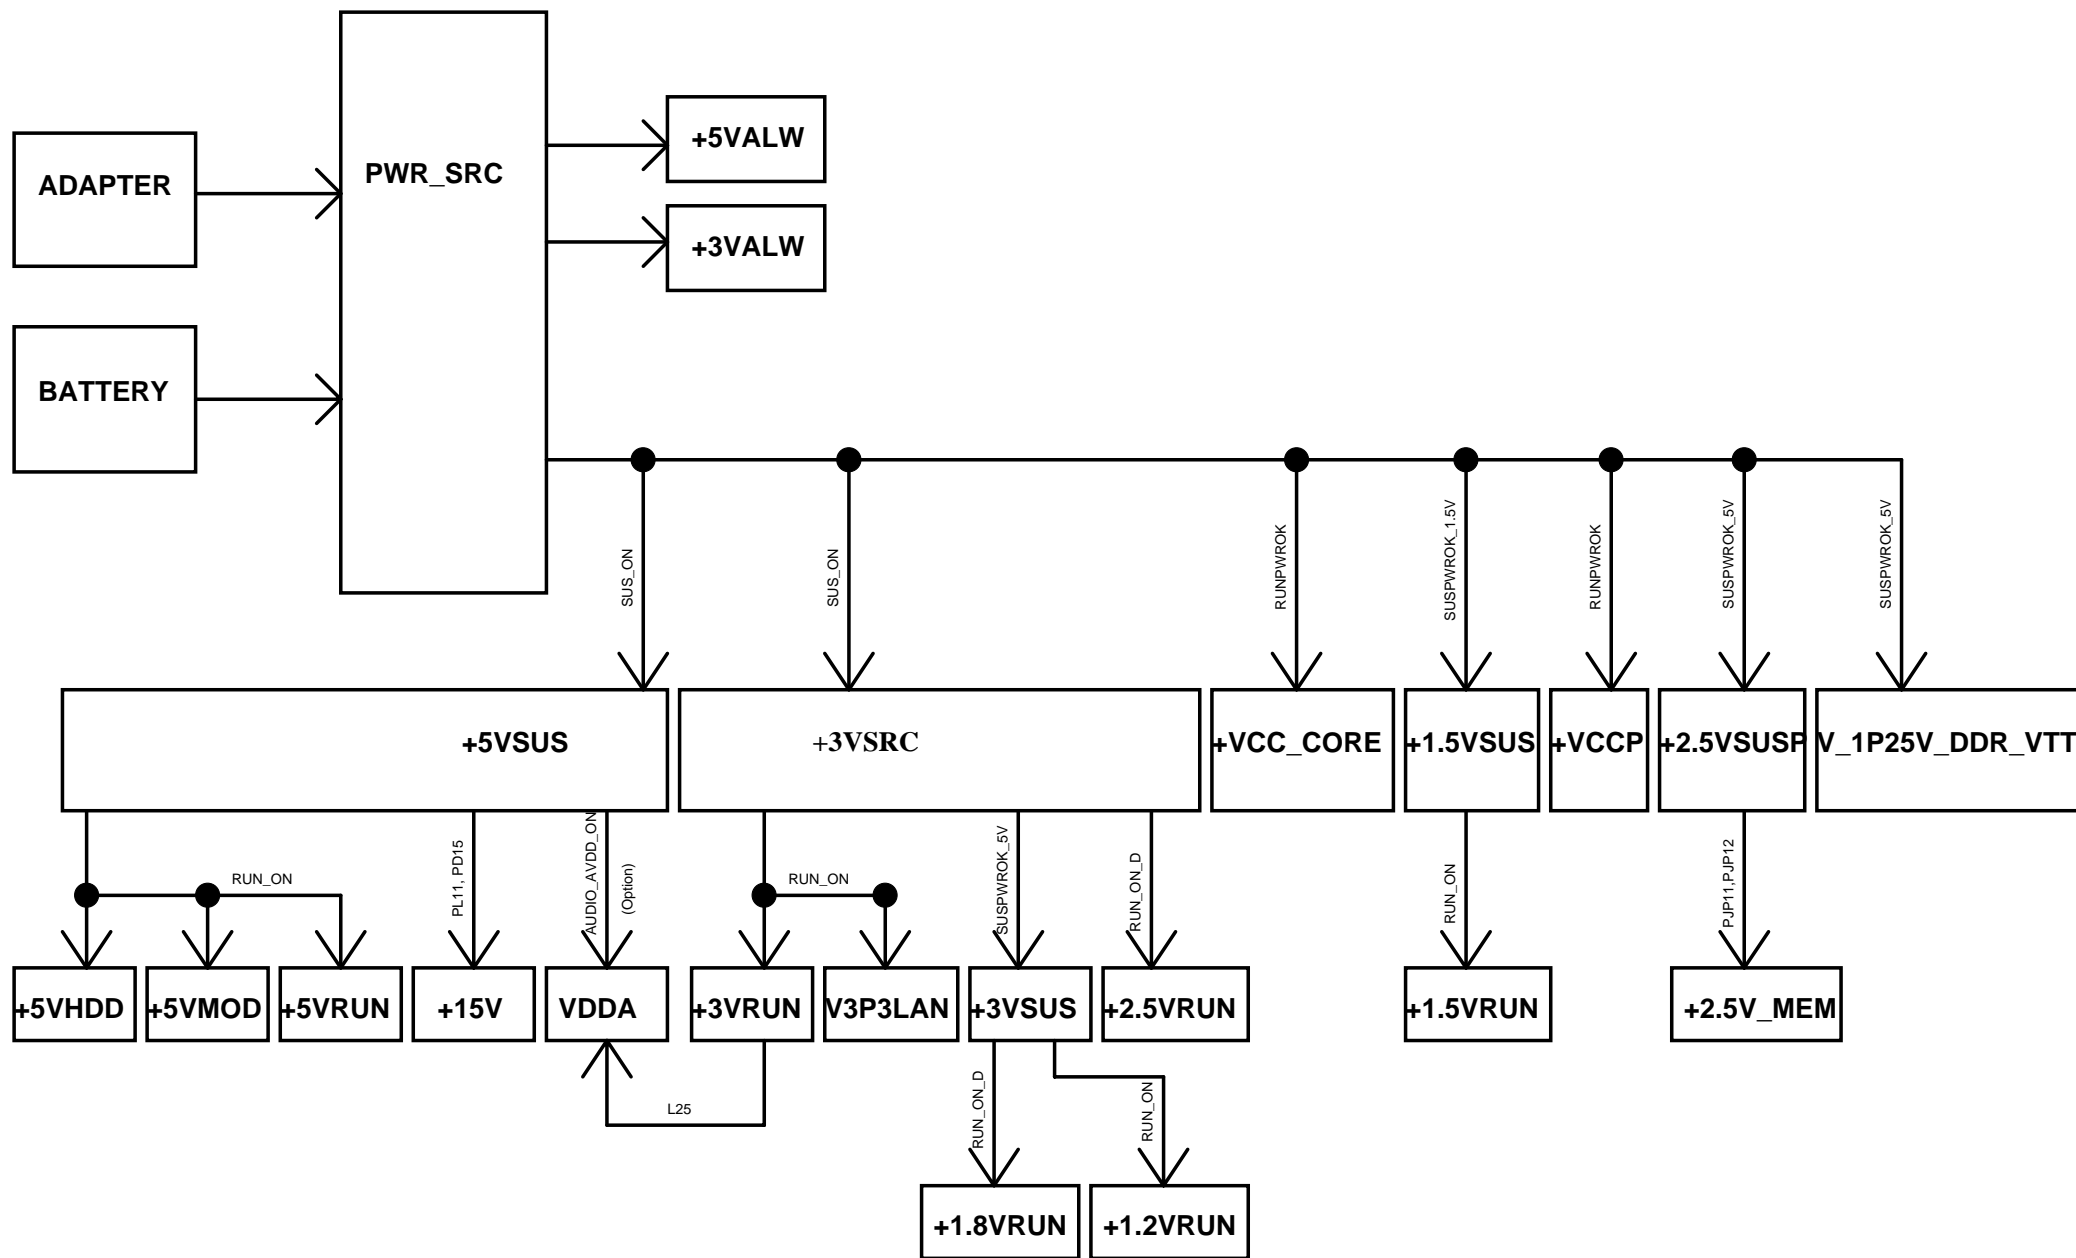 +5VALW
ADAPTER
PWR_SRC
+3VALW
BATTERY
SUS_ON
SUS_ON
RUNPWROK
SUSPWROK_1.5V
RUNPWROK
SUSPWROK_5V
SUSPWROK_5V
+5VSUS
+3VSRC
+VCC_CORE
+1.5VSUS
+VCCP
+2.5VSUSP
V_1P25V_DDR_VTT
RUN_ON
PL11, PD15
AUDIO_AVDD_ON
(Option)
RUN_ON
SUSPWROK_5V
RUN_ON_D
RUN_ON
PJP11,PJP12
+5VHDD
+5VMOD
+5VRUN
+15V
VDDA
+3VRUN
V3P3LAN
+3VSUS
+2.5VRUN
+1.5VRUN
+2.5V_MEM
L25
RUN_ON_D
RUN_ON
+1.8VRUN
+1.2VRUN